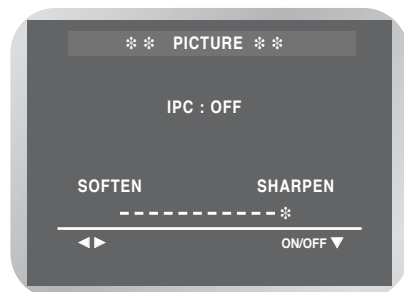 ❇ ❇ PICTURE ❇ ❇
IPC : OFF
SOFTEN SHARPEN
------------❇
◀▶ ON/OFF ▼